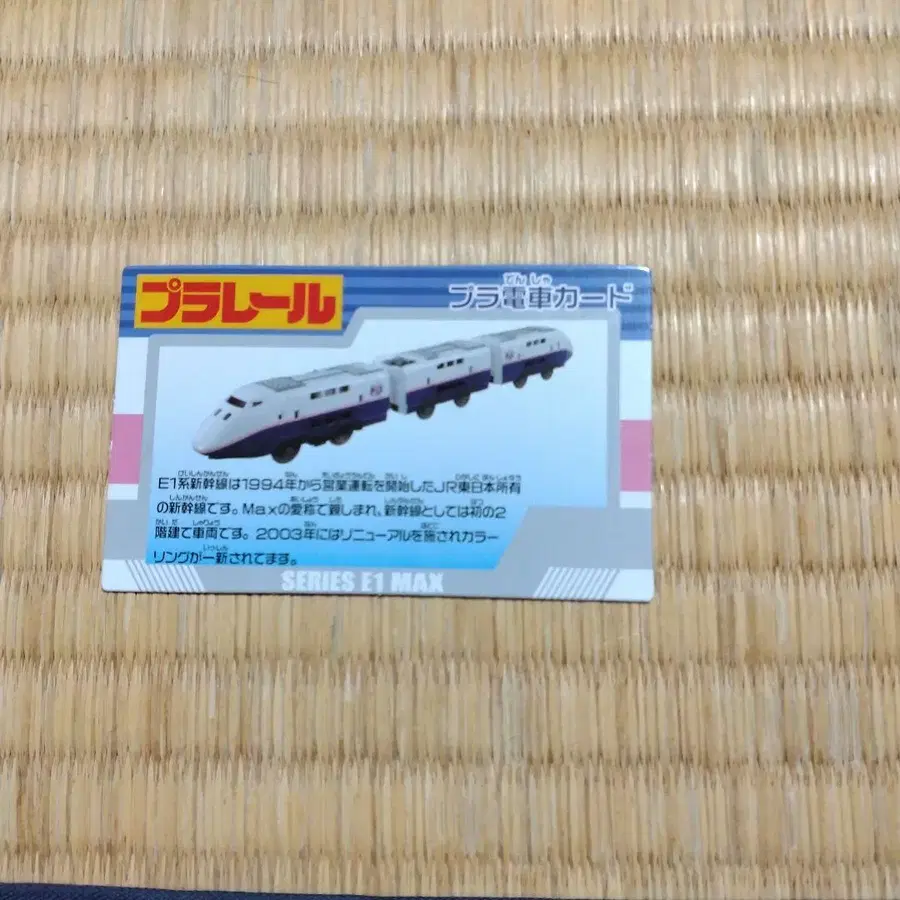 プラレール
プラ電車カード
でんしゃ
E1系新幹線は1994年から営業運転を開始したJR東日本所有
の新幹線です。Maxの愛称で親しまれ、新幹線としては初の2
階建て車両です。2003年にはリニューアルを施されカラー
リングが一新されてます。
SERIES E1 MAX